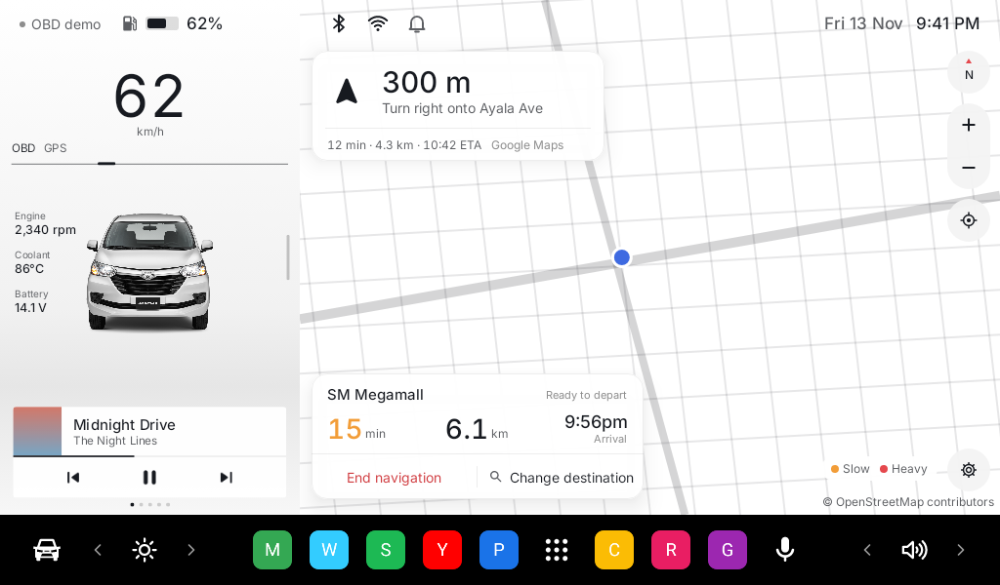 OBD demo
62%
Fri 13 Nov 9:41 PM
62
km/h
OBD GPS
Engine
2,340 rpm
Coolant
86°C
Battery
14.1 V
Midnight Drive
The Night Lines
300 m
Turn right onto Ayala Ave
12 min · 4.3 km · 10:42 ETA Google Maps
N
SM Megamall
Ready to depart
15 min
6.1 km
9:56pm
Arrival
End navigation
Change destination
Slow
Heavy
© OpenStreetMap contributors
M
W
S
Y
P
C
R
G